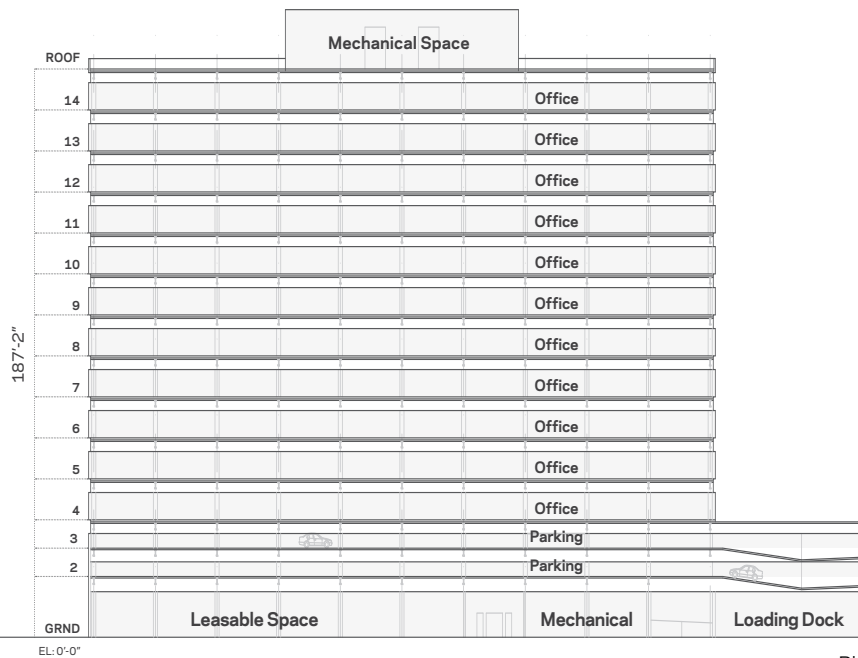 Mechanical Space
ROOF
14 Office
13 Office
12 Office
11 Office
10 Office
9 Office
8 Office
7 Office
6 Office
5 Office
4 Office
3 Parking
2 Parking
Leasable Space Mechanical Loading Dock
GRND
EL: 0'-0"
187'-2"